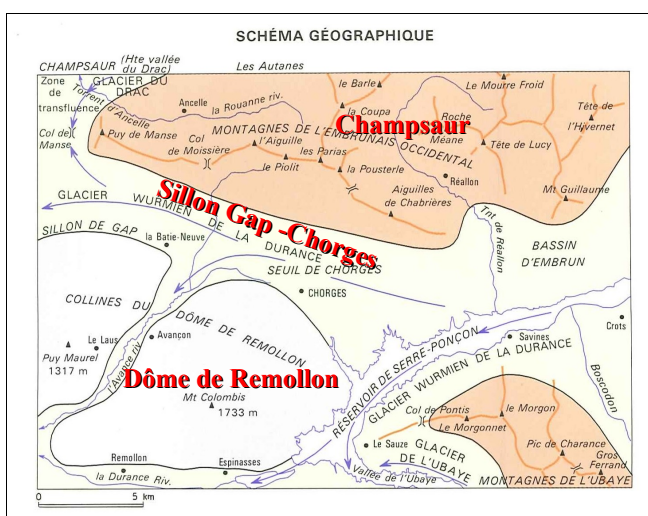 SCHÉMA GÉOGRAPHIQUE
CHAMPSAUR (Hte vallée
du Drac)
Les Autanes
Zone
de
transfluence
GLACIER DU
DRAC
Torrent d'Ancelle
Ancelle
la Rouanne riv.
le Barle
la Coupa
Le Mourre Froid
Roche
Méane
Tête de
l'Hivernet
Col de
Manse
Puy de Manse
MONTAGNES DE L'EMBRUNAIS OCCIDENTAL
Champsaur
Col
de
Moissière
l'Aiguille
les Parias
le Piolit
la Pousterle
Tête de Lucy
Réallon
Aiguilles
de Chabrières
Mt Guillaume
GLACIER WURMIEN DE LA DURANCE
Sillon Gap -Chorges
SILLON DE GAP
la Batie-Neuve
Tnt de Réallon
BASSIN
D'EMBRUN
SEUIL DE CHORGES
CHORGES
COLLINES DU DÔME DE REMOLLON
Le Laus
Avançon
Puy Maurel
1317 m
l'Avance riv.
Dôme de Remollon
Mt Colombis
1733 m
RÉSERVOIR DE SERRE-PONÇON
Savines
Crots
GLACIER WURMIEN DE LA DURANCE
Boscodon
Col de Pontis
le Morgon
Le Morgonnet
Le Sauze
GLACIER
DE L'UBAYE
Pic de Charance
Gros
Ferrand
Remollon
Espinasses
la Durance Riv.
Vallée de l'Ubaye
MONTAGNES DE L'UBAYE
0 5 km